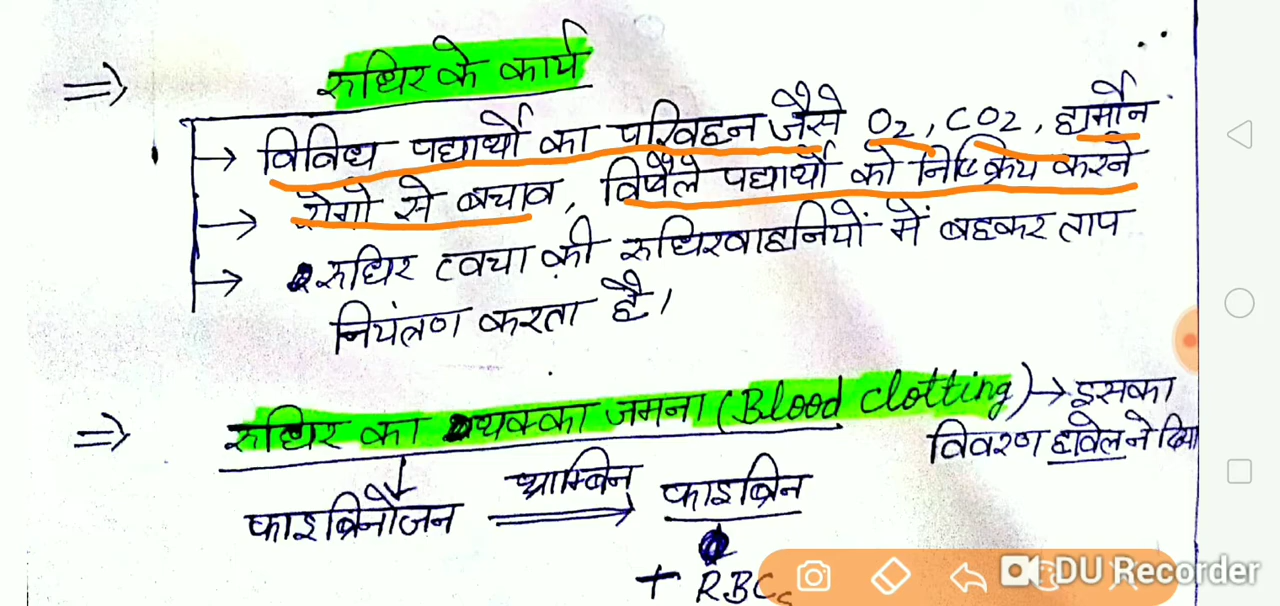 ⇒ रुधिर के कार्य
→ विविध पद्यार्थो का परिवहन जैसे O2, CO2, हार्मोन
→ रोगो से बचाव, विषैले पद्यार्थो को निष्क्रिय करने
→ रुधिर त्वचा की रुधिरवाहनियों में बहकर ताप
नियंत्रण करता है।
⇒ रुधिर का थक्का जमना (Blood clotting) → इसका
विवरण हावेल ने दिया
थ्राम्बिन
फाइब्रिनोजन ⟹ फाइब्रिन
+ RBCs
DU Recorder